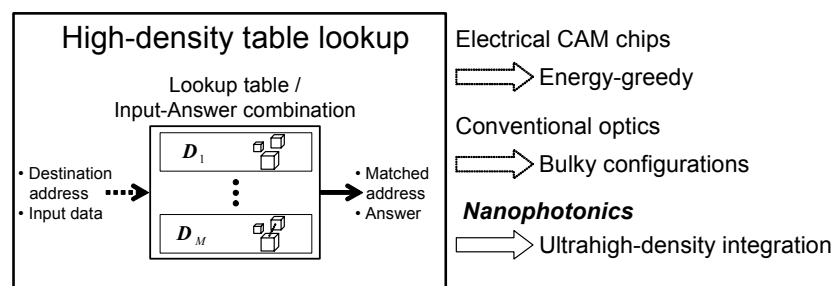 High-density table lookup
Lookup table /
Input-Answer combination
D1
DM
• Destination
address
• Input data
• Matched
address
• Answer
Electrical CAM chips
Energy-greedy
Conventional optics
Bulky configurations
Nanophotonics
Ultrahigh-density integration